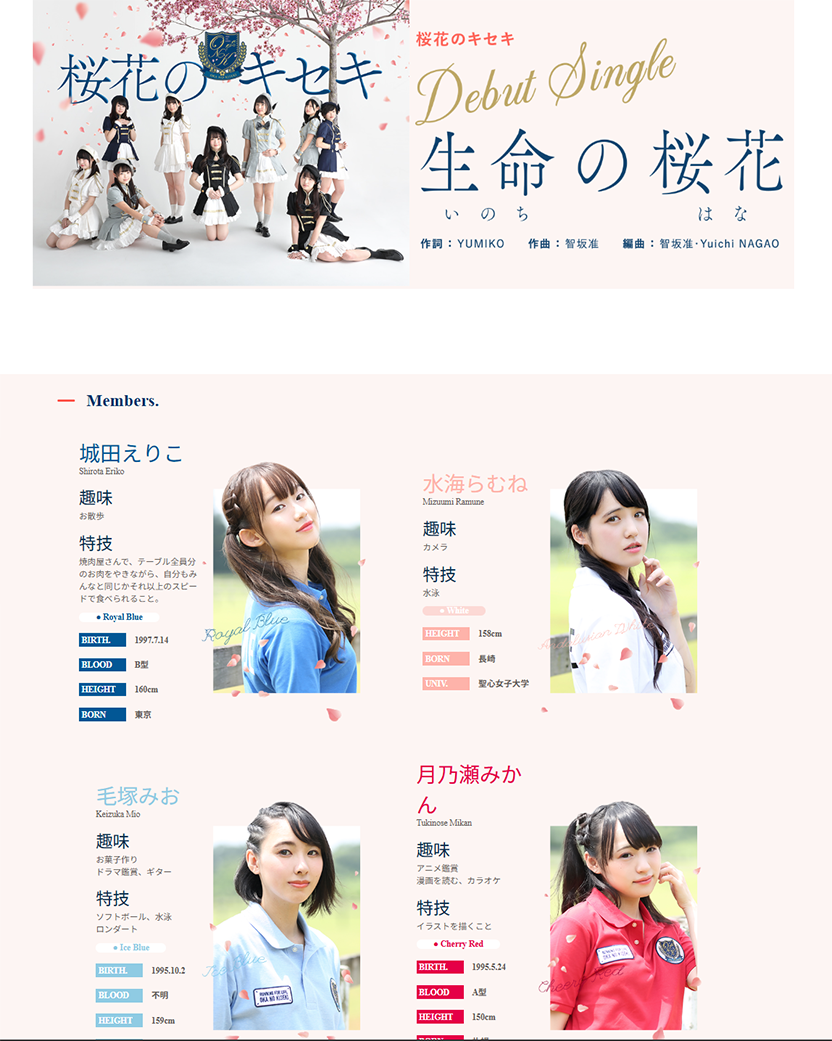 桜花のキセキ
桜花のキセキ
Debut Single
生命の桜花
いのち はな
作詞：YUMIKO 作曲：智坂准 編曲：智坂准・Yuichi NAGAO
Members.
城田えりこ
Shirota Eriko
趣味
お散歩
特技
焼肉屋さんで、テーブル全員分
のお肉をやきながら、自分もみ
んなと同じかそれ以上のスピー
ドで食べられること。
● Royal Blue
BIRTH. 1997.7.14
BLOOD B型
HEIGHT 160cm
BORN 東京
Royal Blue
水海らむね
Mizuumi Ramune
趣味
カメラ
特技
水泳
● White
HEIGHT 158cm
BORN 長崎
UNIV. 聖心女子大学
White
毛塚みお
Keizuka Mio
趣味
お菓子作り
ドラマ鑑賞、ギター
特技
ソフトボール、水泳
ロンダート
● Ice Blue
BIRTH. 1995.10.2
BLOOD 不明
HEIGHT 159cm
Ice Blue
月乃瀬みか
ん
Tukinose Mikan
趣味
アニメ鑑賞
漫画を読む、カラオケ
特技
イラストを描くこと
● Cherry Red
BIRTH. 1995.5.24
BLOOD A型
HEIGHT 150cm
Cherry Red